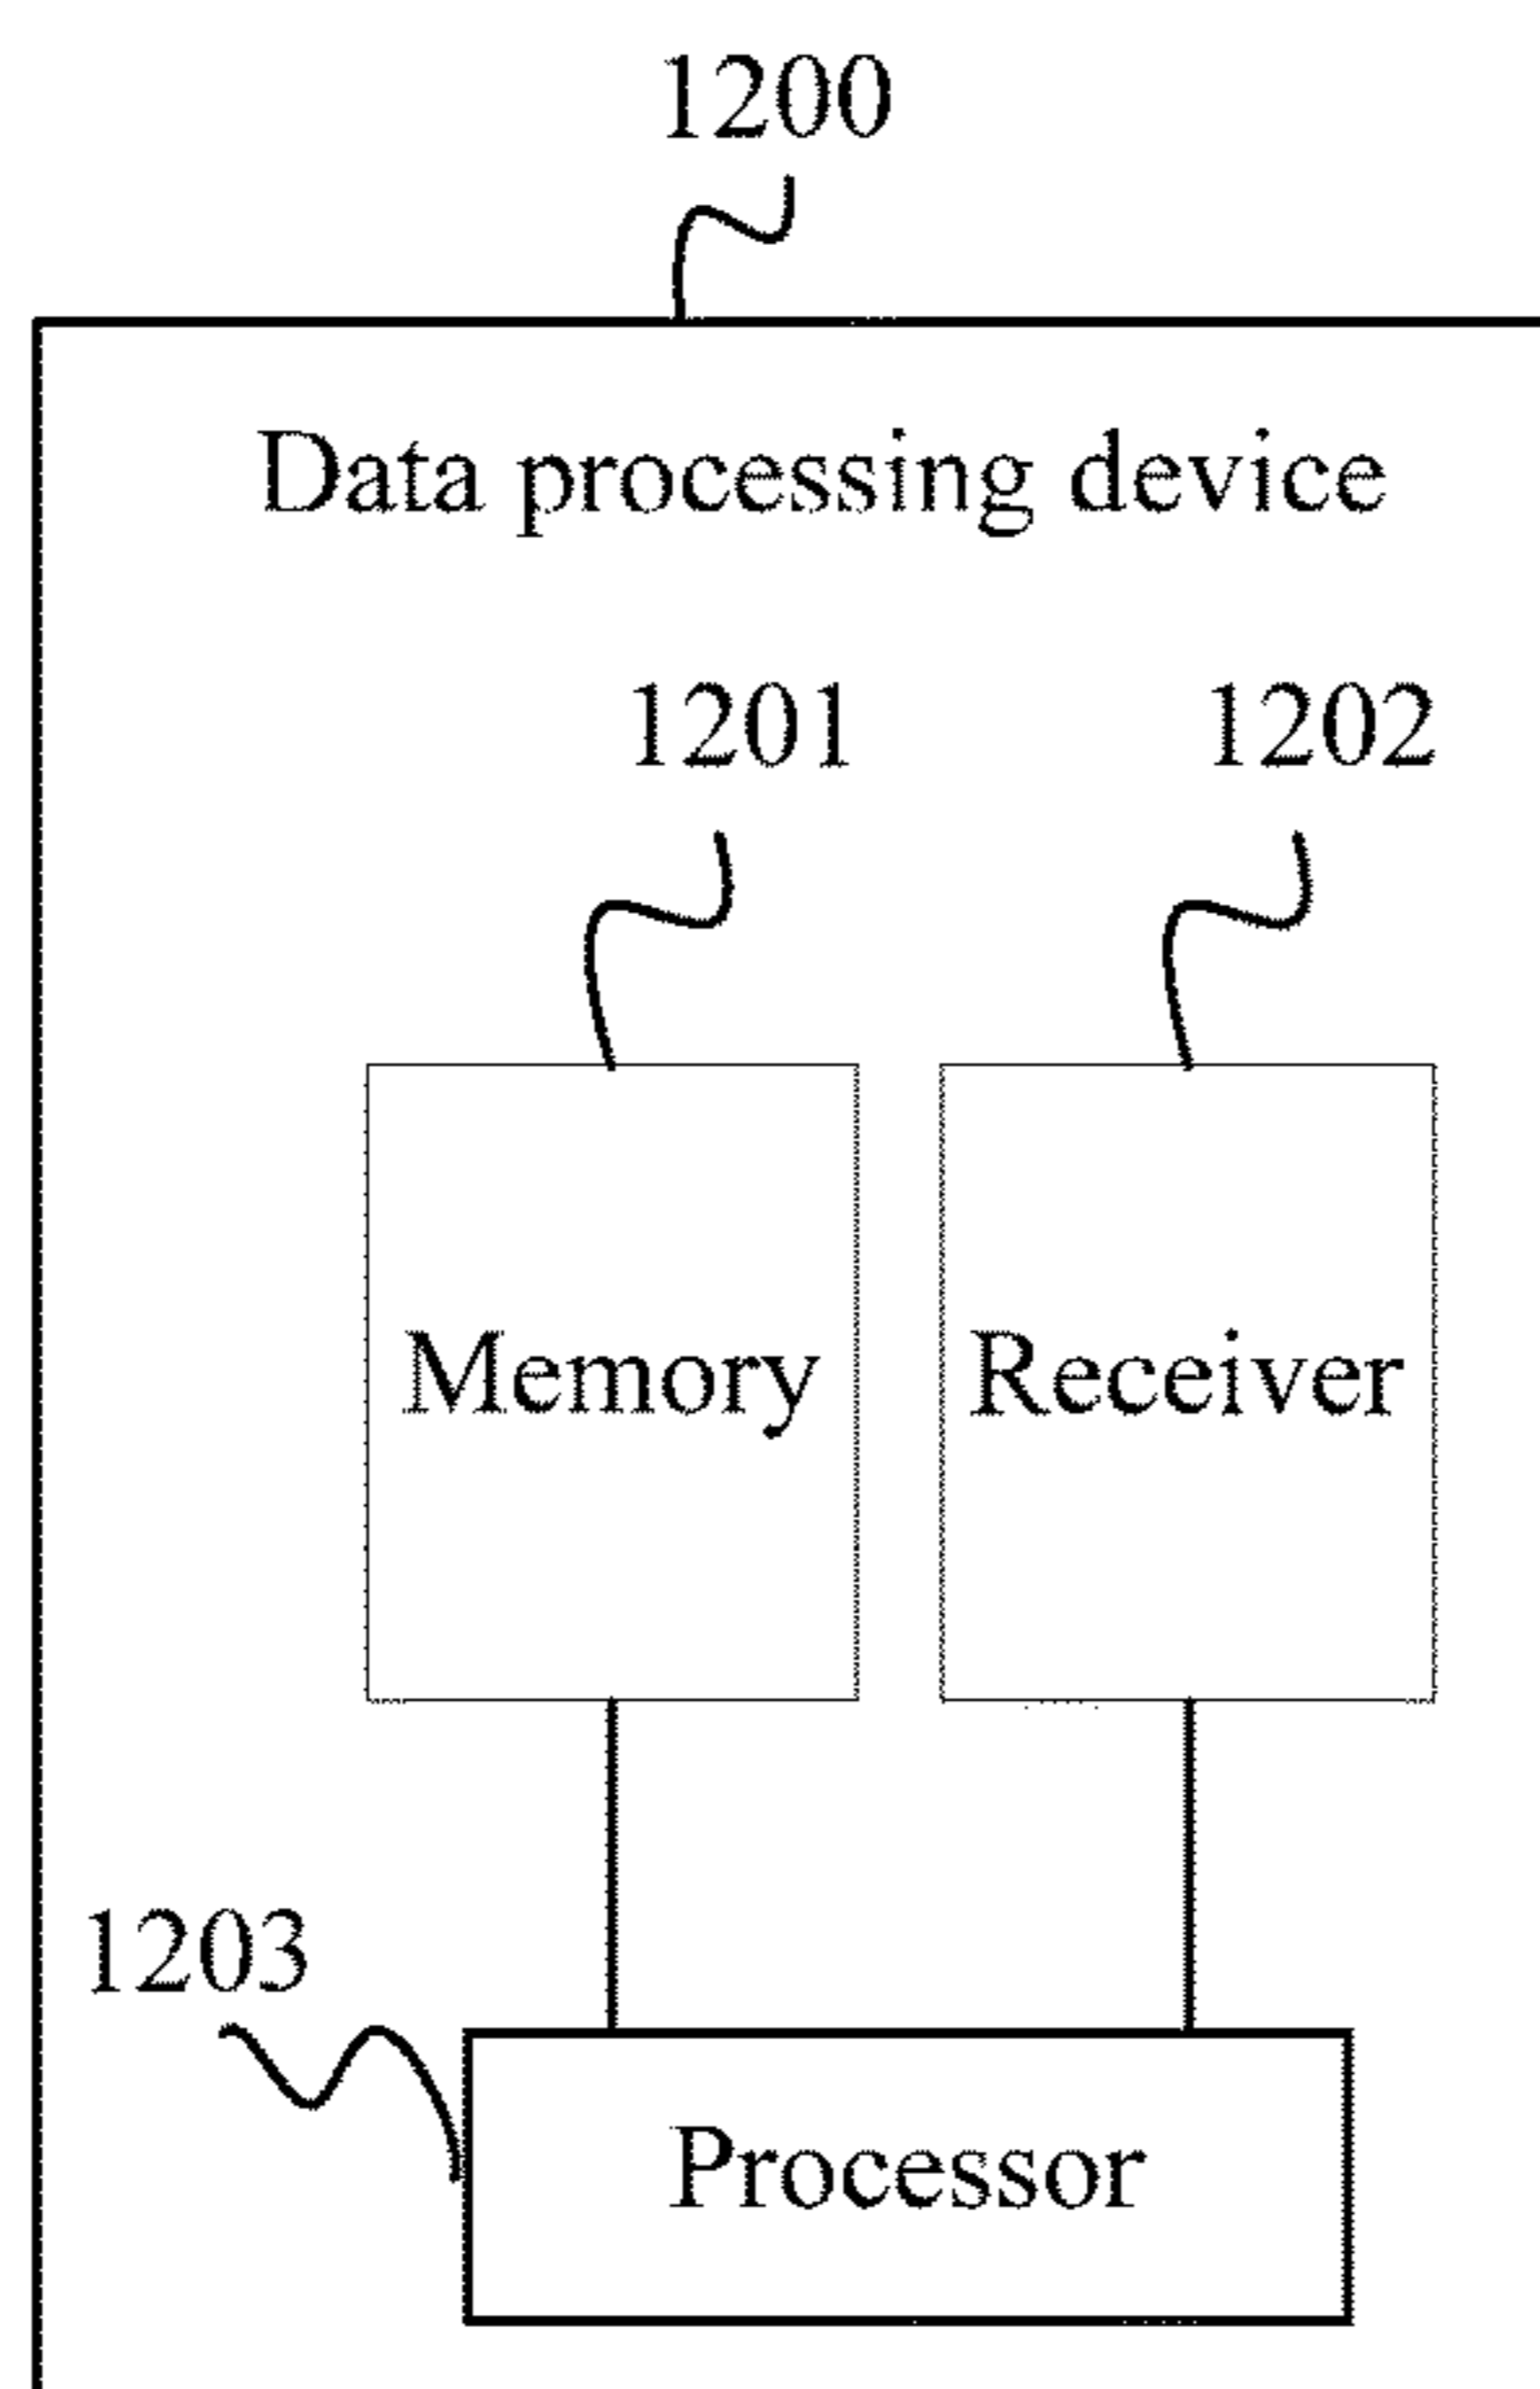 1200
Data processing device
1201 1202
Memory Receiver
1203
Processor